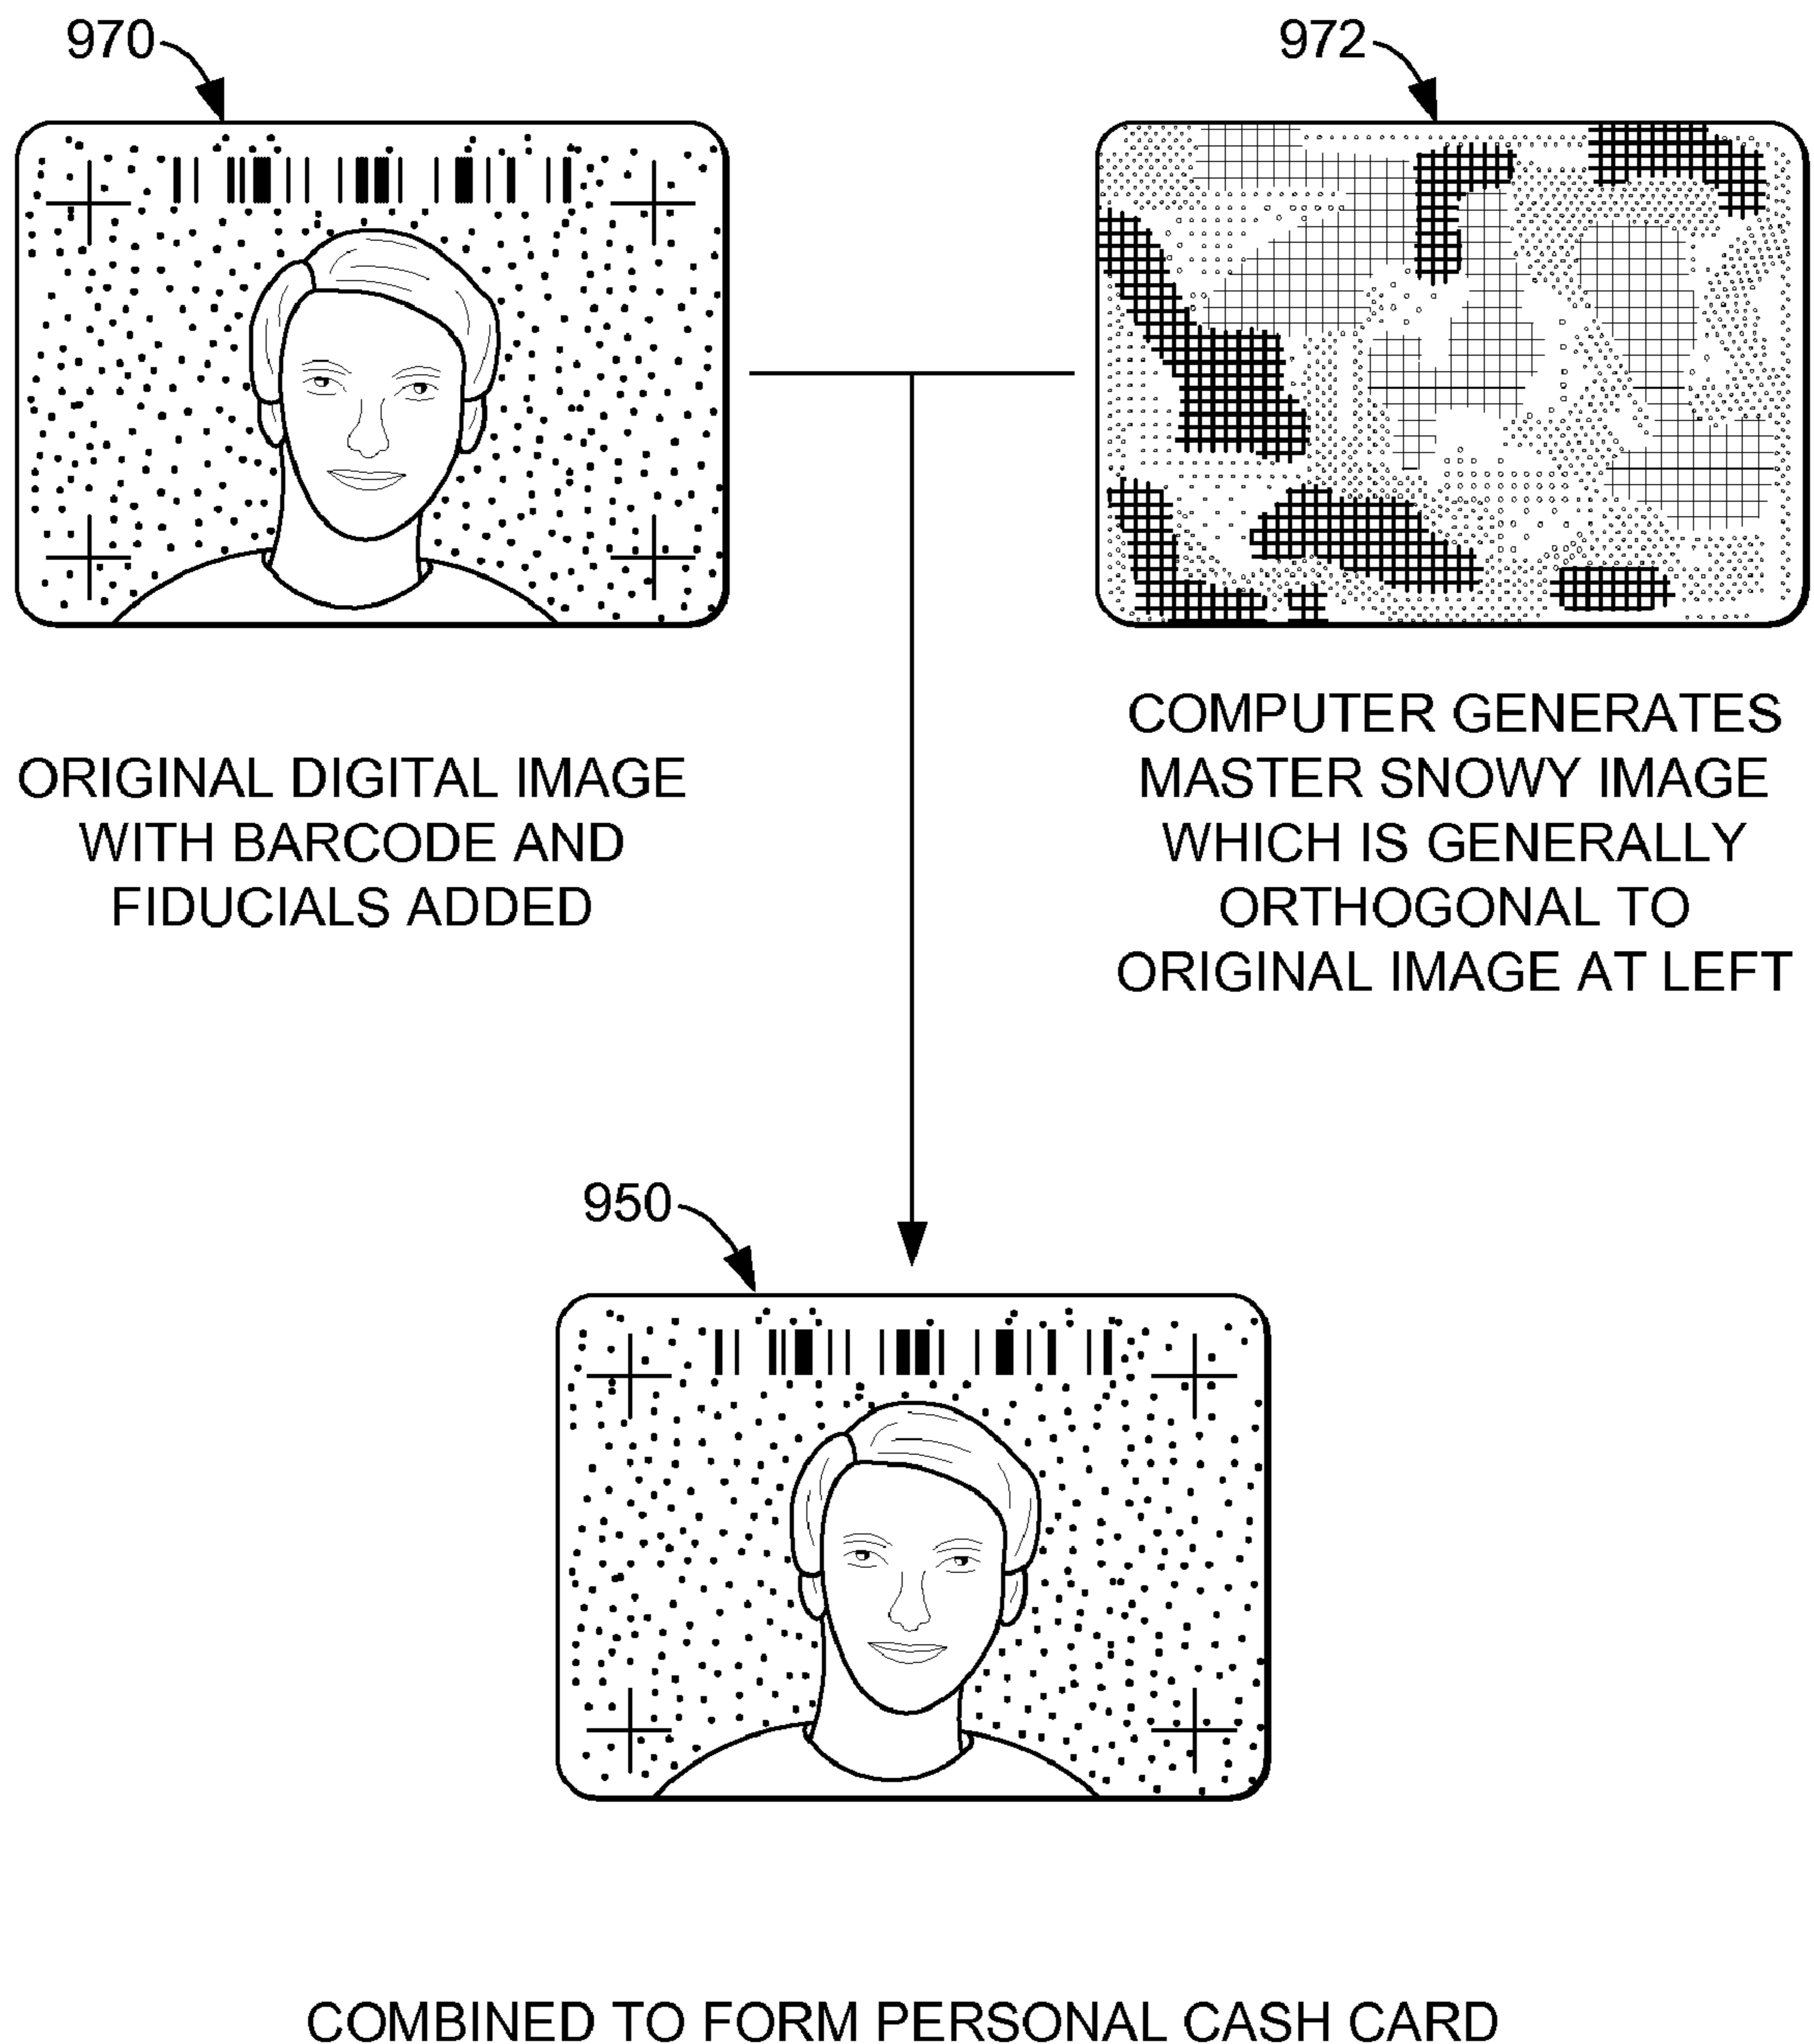 970
972
ORIGINAL DIGITAL IMAGE
WITH BARCODE AND
FIDUCIALS ADDED
COMPUTER GENERATES
MASTER SNOWY IMAGE
WHICH IS GENERALLY
ORTHOGONAL TO
ORIGINAL IMAGE AT LEFT
950
COMBINED TO FORM PERSONAL CASH CARD